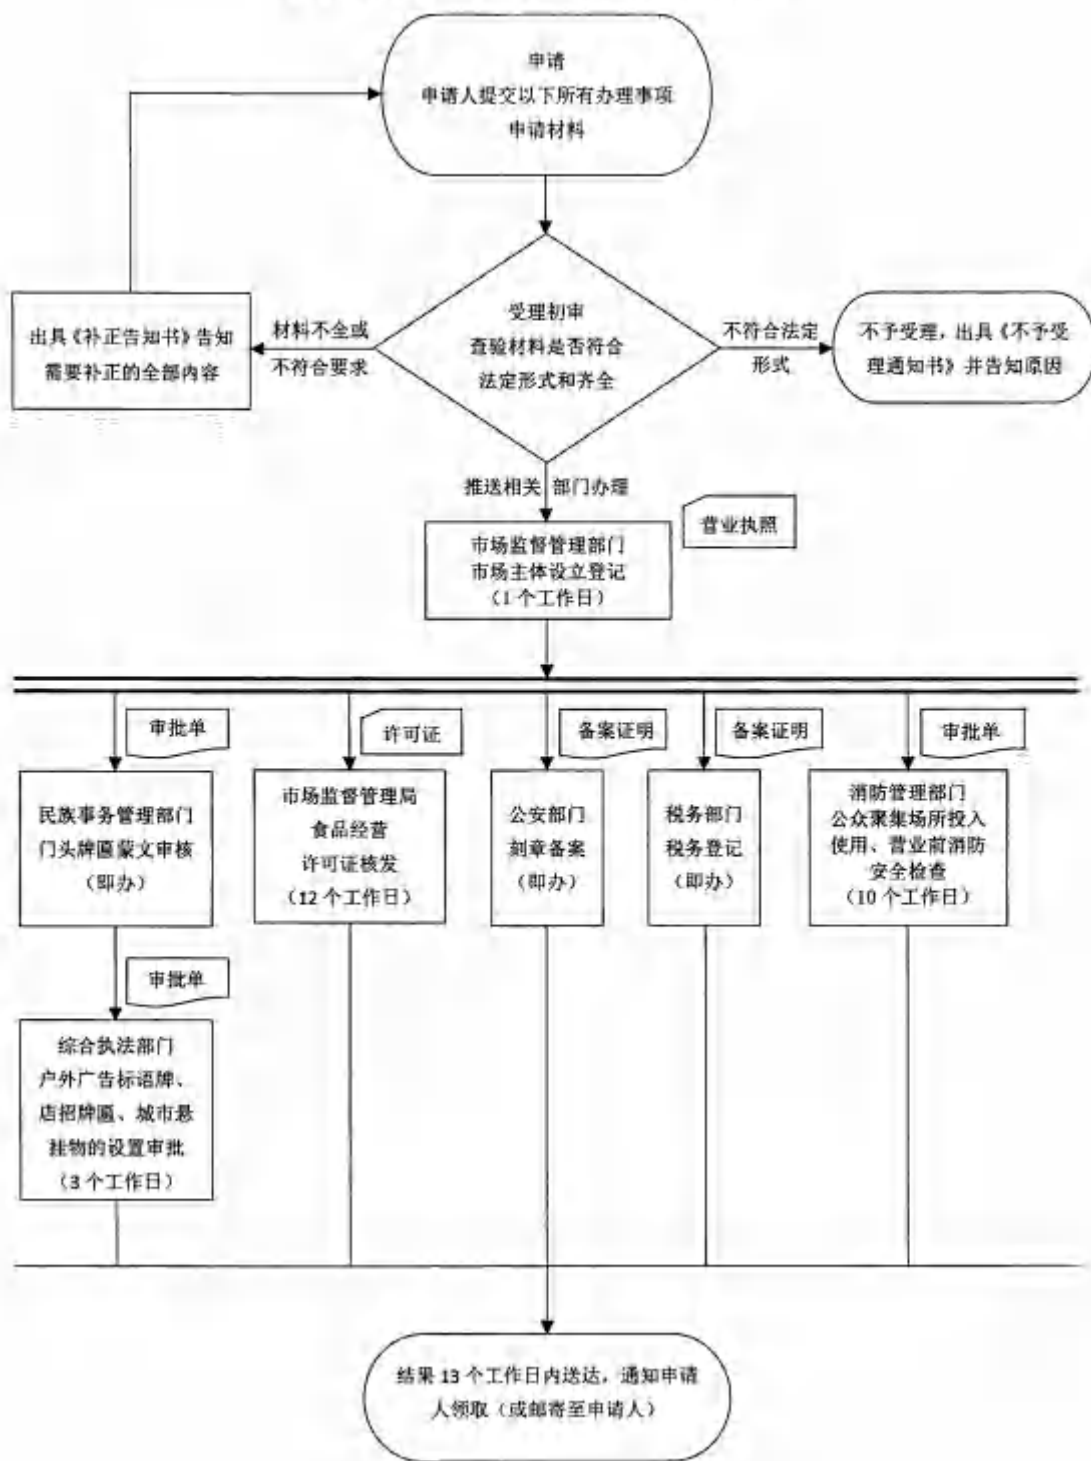 申请
申请人提交以下所有办理事项
申请材料
受理初审
查验材料是否符合
法定形式和齐全
材料不全或
不符合要求
出具《补正告知书》告知
需要补正的全部内容
不符合法定
形式
不予受理，出具《不予受
理通知书》并告知原因
推送相关 部门办理
营业执照
市场监督管理部门
市场主体设立登记
（1 个工作日）
审批单
民族事务管理部门
门头牌匾蒙文审核
（即办）
许可证
市场监督管理局
食品经营
许可证核发
（12 个工作日）
备案证明
公安部门
刻章备案
（即办）
备案证明
税务部门
税务登记
（即办）
审批单
消防管理部门
公众聚集场所投入
使用、营业前消防
安全检查
（10 个工作日）
审批单
综合执法部门
户外广告标语牌、
店招牌匾、城市悬
挂物的设置审批
（3 个工作日）
结果 13 个工作日内送达，通知申请
人领取（或邮寄至申请人）